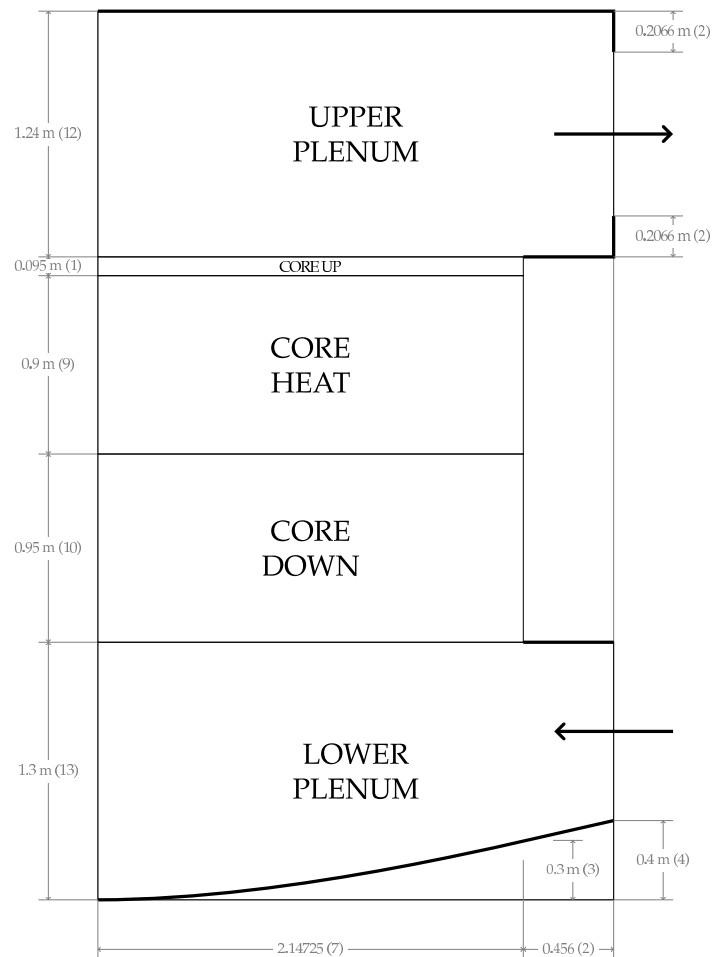 0.2066 m (2)
UPPER
PLENUM
1.24 m (12)
0.2066 m (2)
0.095 m (1)
CORE UP
CORE
HEAT
0.9 m (9)
CORE
DOWN
0.95 m (10)
LOWER
PLENUM
1.3 m (13)
0.4 m (4)
0.3 m (3)
2.14725 (7)
0.456 (2)